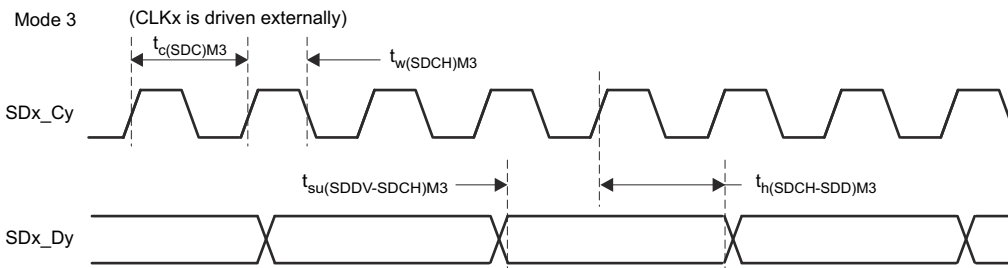 Mode 3 (CLKx is driven externally)
tc(SDC)M3
tw(SDCH)M3
SDx_Cy
tsu(SDDV-SDCH)M3
th(SDCH-SDD)M3
SDx_Dy